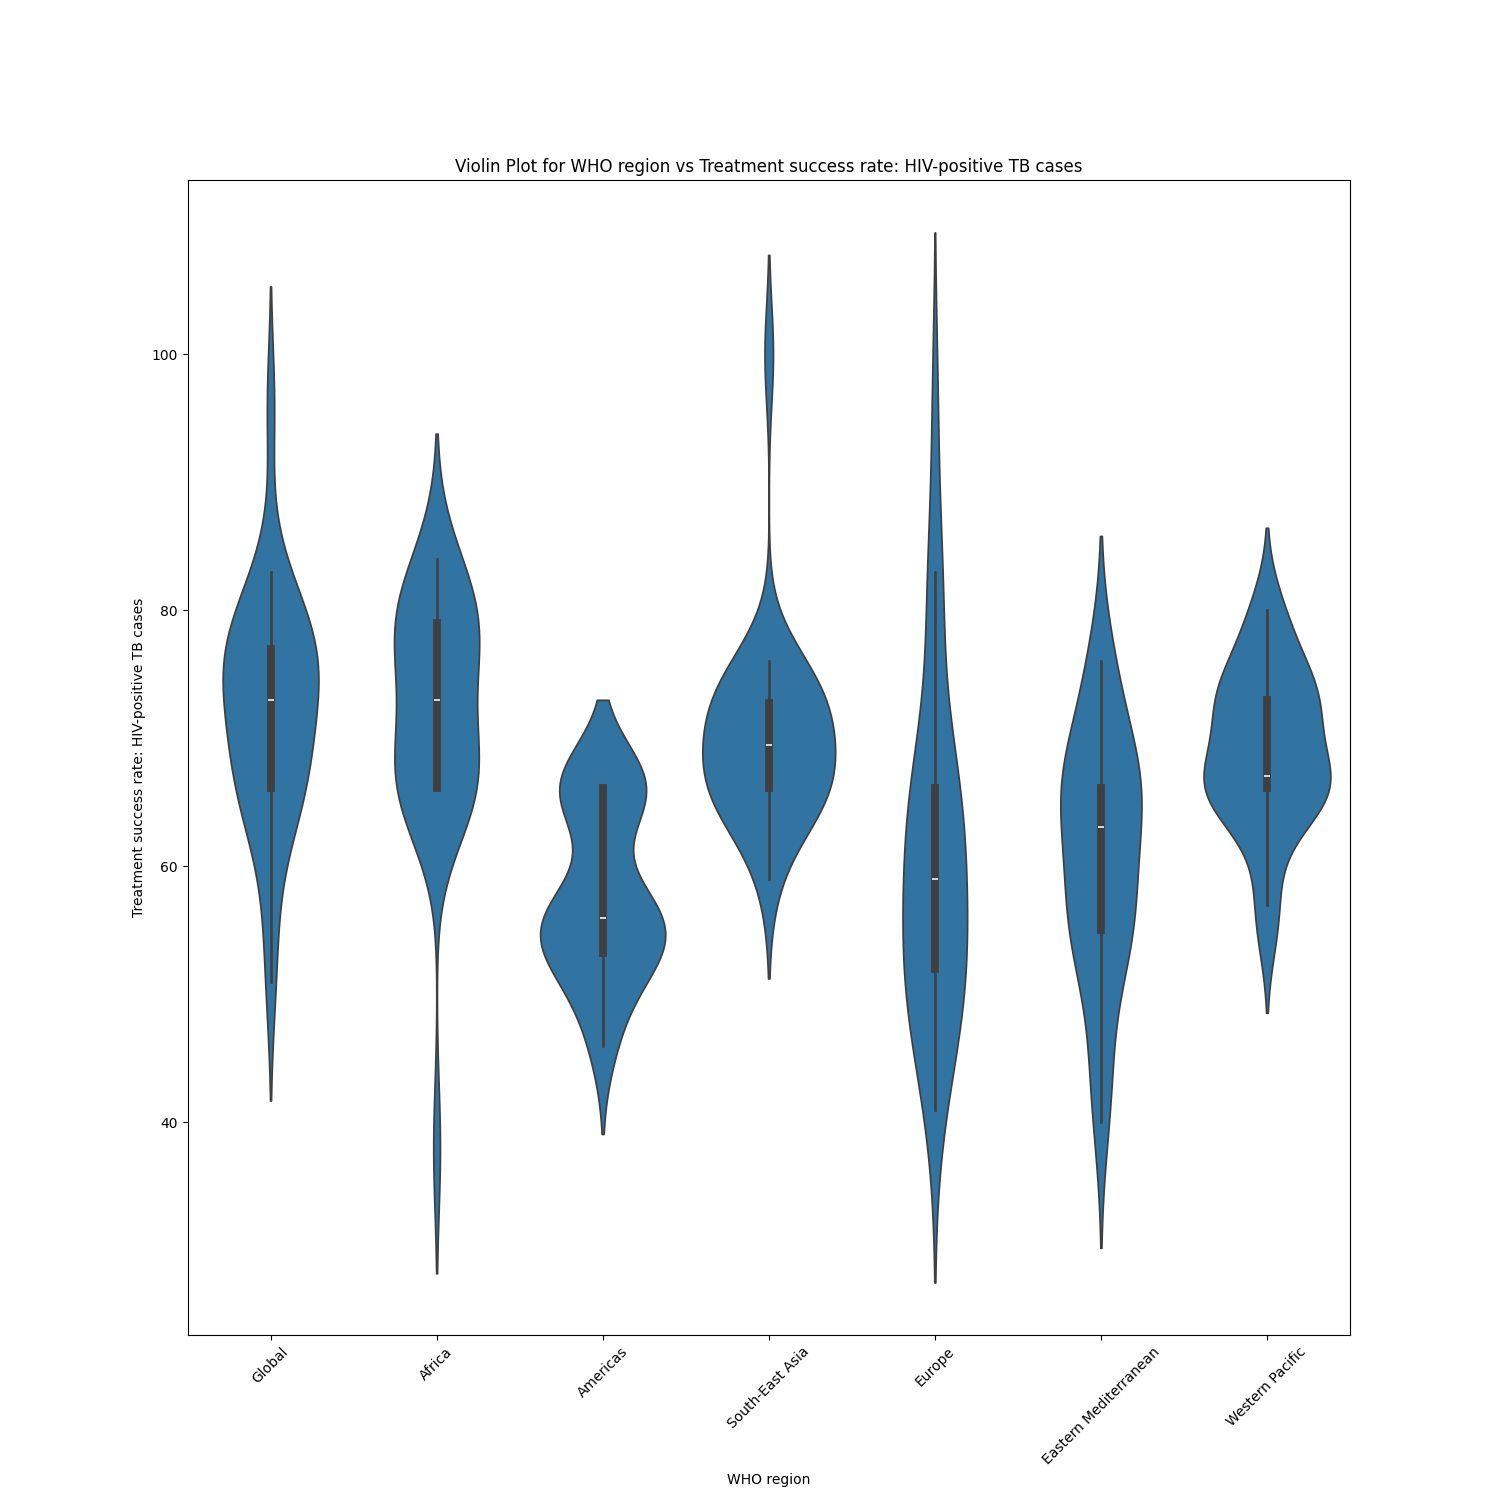 Violin Plot for WHO region vs Treatment success rate: HIV-positive TB cases
Treatment success rate: HIV-positive TB cases
100
80
60
40
Global
Africa
Americas
South-East Asia
Europe
Eastern Mediterranean
Western Pacific
WHO region